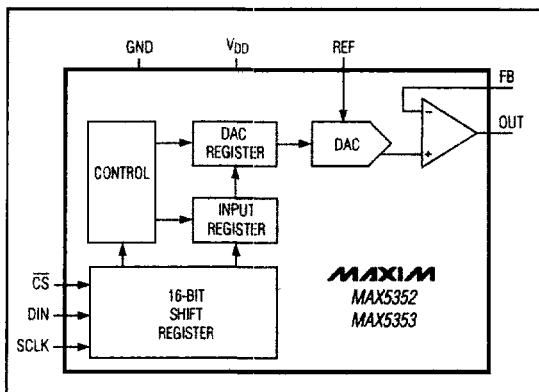 GND
VDD
REF
FB
OUT
DAC
REGISTER
DAC
CONTROL
INPUT
REGISTER
16-BIT
SHIFT
REGISTER
CS
DIN
SCLK
MAXIM
MAX5352
MAX5353
-
+